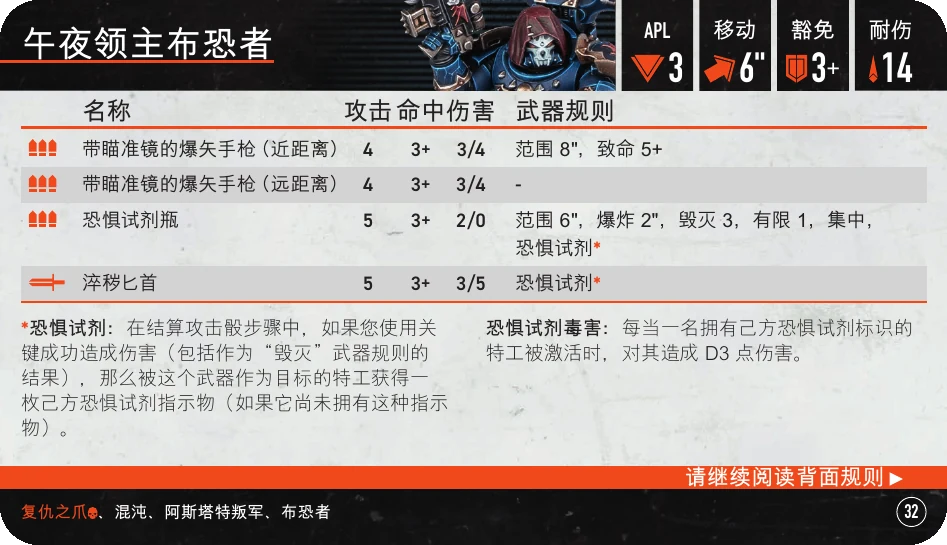 午夜领主布恐者
APL 移动 豁免 耐伤
3 6" 3+ 14
名称 攻击 命中 伤害 武器规则
带瞄准镜的爆矢手枪（近距离） 4 3+ 3/4 范围 8"，致命 5+
带瞄准镜的爆矢手枪（远距离） 4 3+ 3/4 -
恐惧试剂瓶 5 3+ 2/0 范围 6"，爆炸 2"，毁灭 3，有限 1，集中，
恐惧试剂*
淬秽匕首 5 3+ 3/5 恐惧试剂*
*恐惧试剂：在结算攻击骰步骤中，如果您使用关
键成功造成伤害（包括作为“毁灭”武器规则的
结果），那么被这个武器作为目标的特工获得一
枚己方恐惧试剂指示物（如果它尚未拥有这种指示
物）。
恐惧试剂毒害：每当一名拥有己方恐惧试剂标识的
特工被激活时，对其造成 D3 点伤害。
请继续阅读背面规则 ▶
复仇之爪、混沌、阿斯塔特叛军、布恐者
32